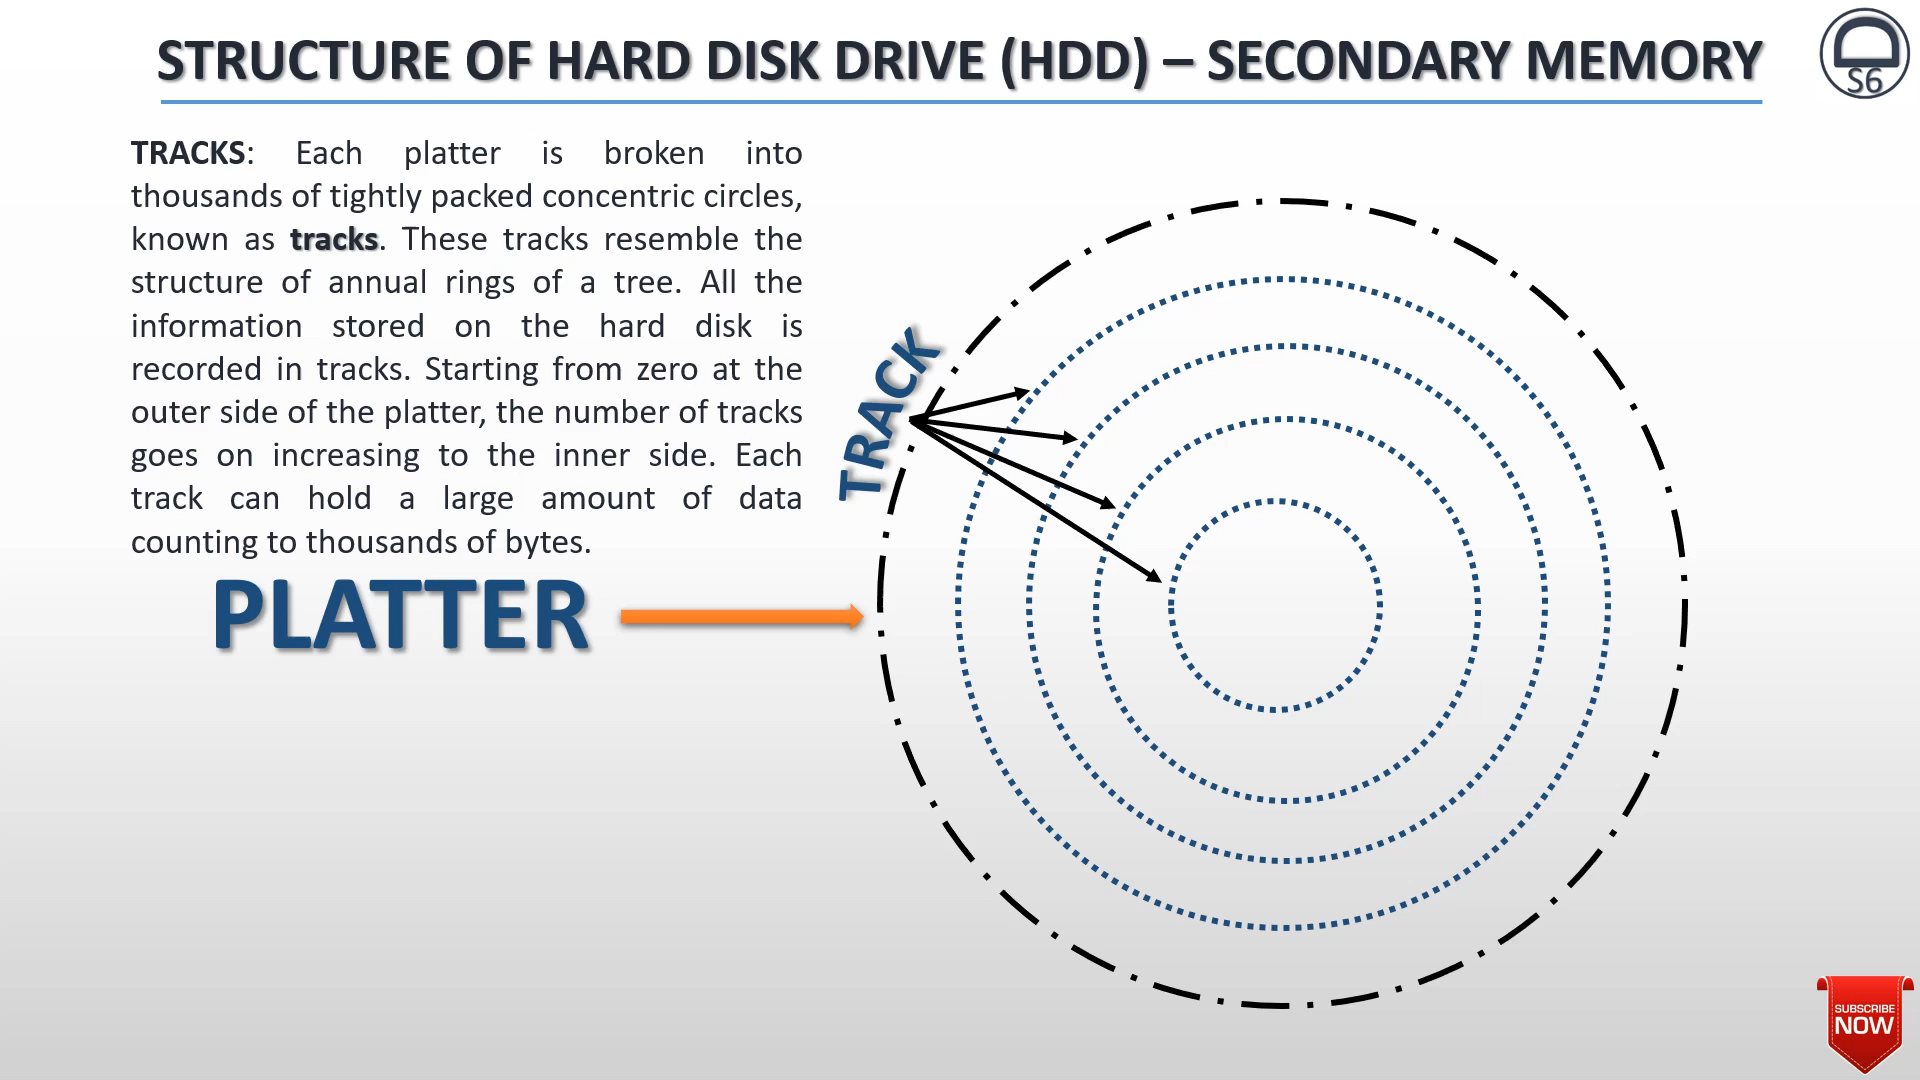 STRUCTURE OF HARD DISK DRIVE (HDD) – SECONDARY MEMORY
S6
TRACKS: Each platter is broken into
thousands of tightly packed concentric circles,
known as tracks. These tracks resemble the
structure of annual rings of a tree. All the
information stored on the hard disk is
recorded in tracks. Starting from zero at the
outer side of the platter, the number of tracks
goes on increasing to the inner side. Each
track can hold a large amount of data
counting to thousands of bytes.
TRACK
PLATTER
SUBSCRIBE
NOW